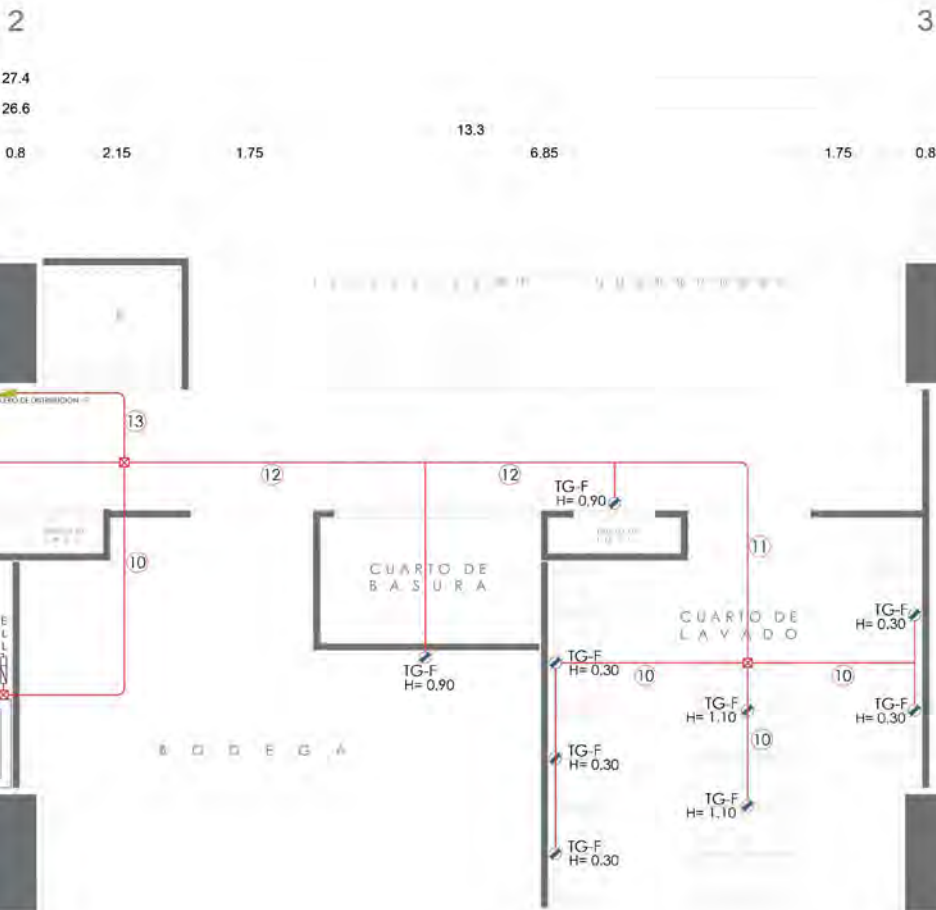 2
3
27.4
26.6
13.3
0.8
2.15
1.75
6.85
1.75
0.8
13
12
12
TG-F
H= 0.90
10
11
CUARTO DE
BASURA
CUARTO DE
LAVADO
TG-F
H= 0.30
TG-F
H= 0.90
TG-F
H= 0.30
10
10
TG-F
H= 1.10
TG-F
H= 0.30
10
BODEGA
TG-F
H= 0.30
TG-F
H= 1.10
TG-F
H= 0.30